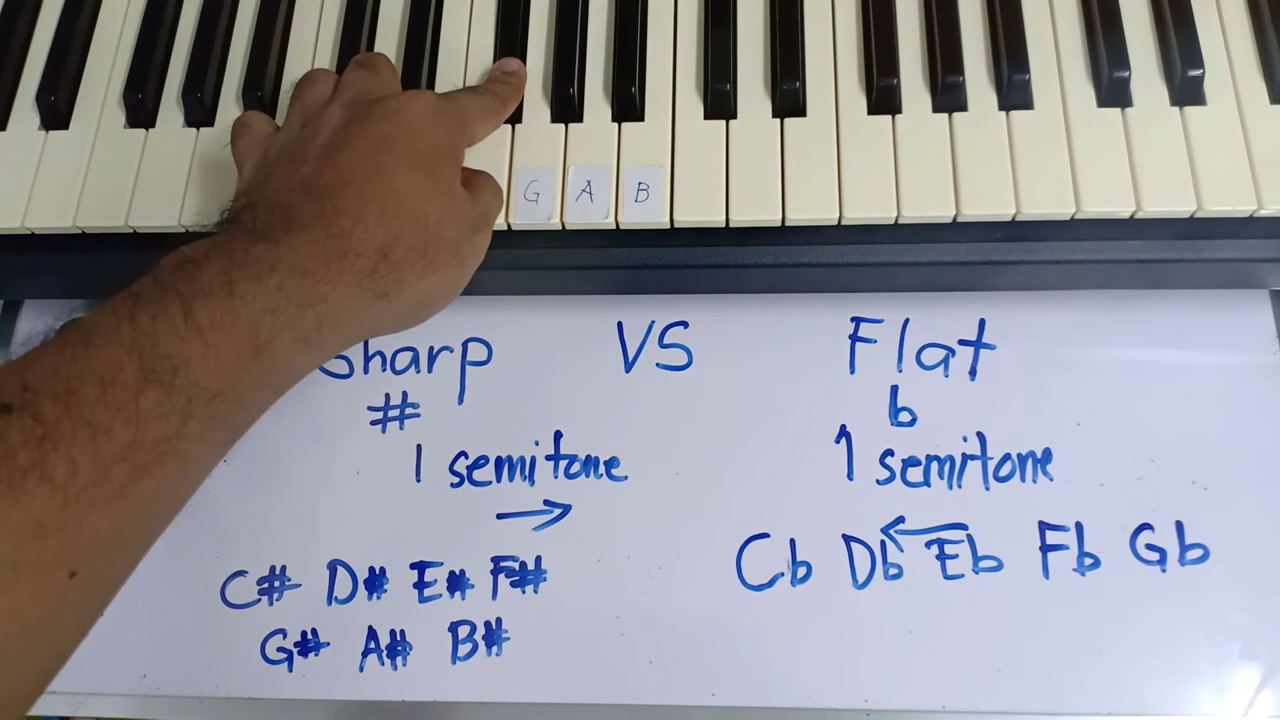 G A B
Sharp VS Flat
# b
1 semitone 1 semitone
→ ←
C# D# E# F# Cb Db Eb Fb Gb
G# A# B#